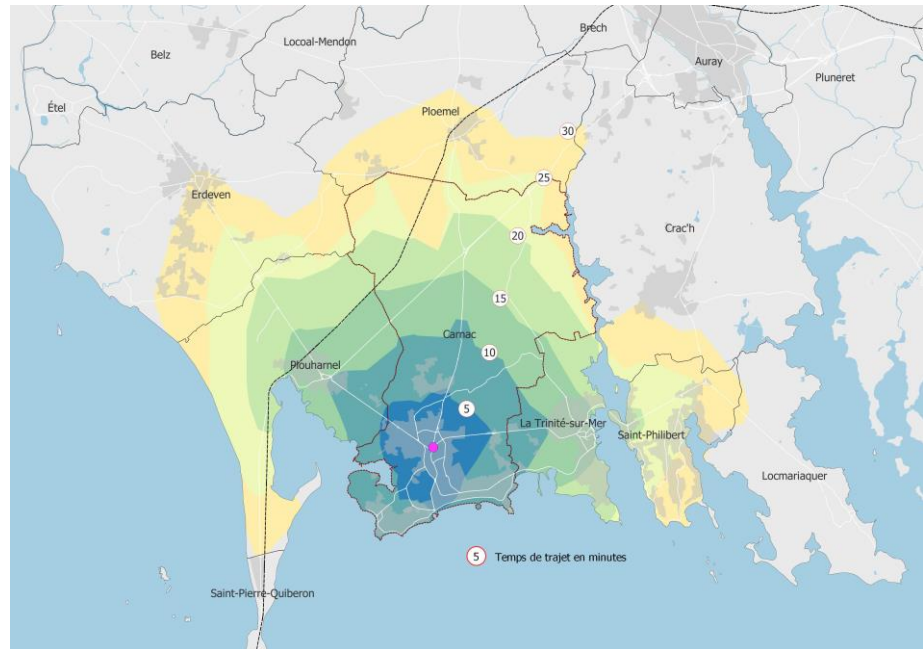 Brech
Locoal-Mendon
Belz
Auray
Pluneret
Étel
Ploemel
30
25
Erdeven
20
Crac'h
15
Carnac
10
Plouharnel
5
La Trinité-sur-Mer
Saint-Philibert
Locmariaquer
5 Temps de trajet en minutes
Saint-Pierre-Quiberon